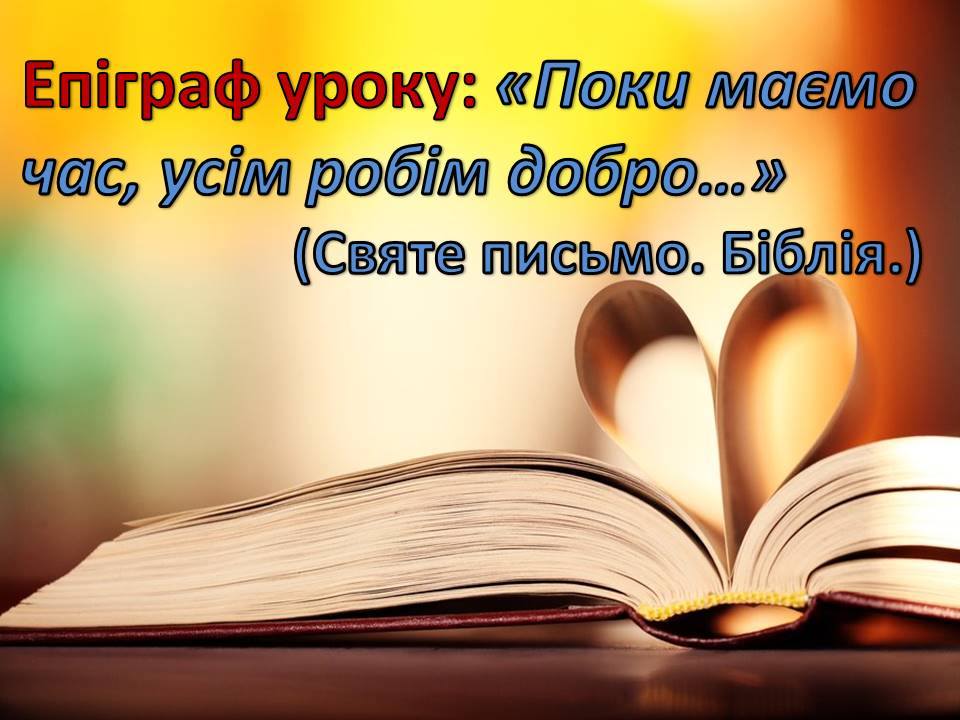 Епіграф уроку: «Поки маємо
час, усім робім добро…»
(Святе письмо. Біблія.)